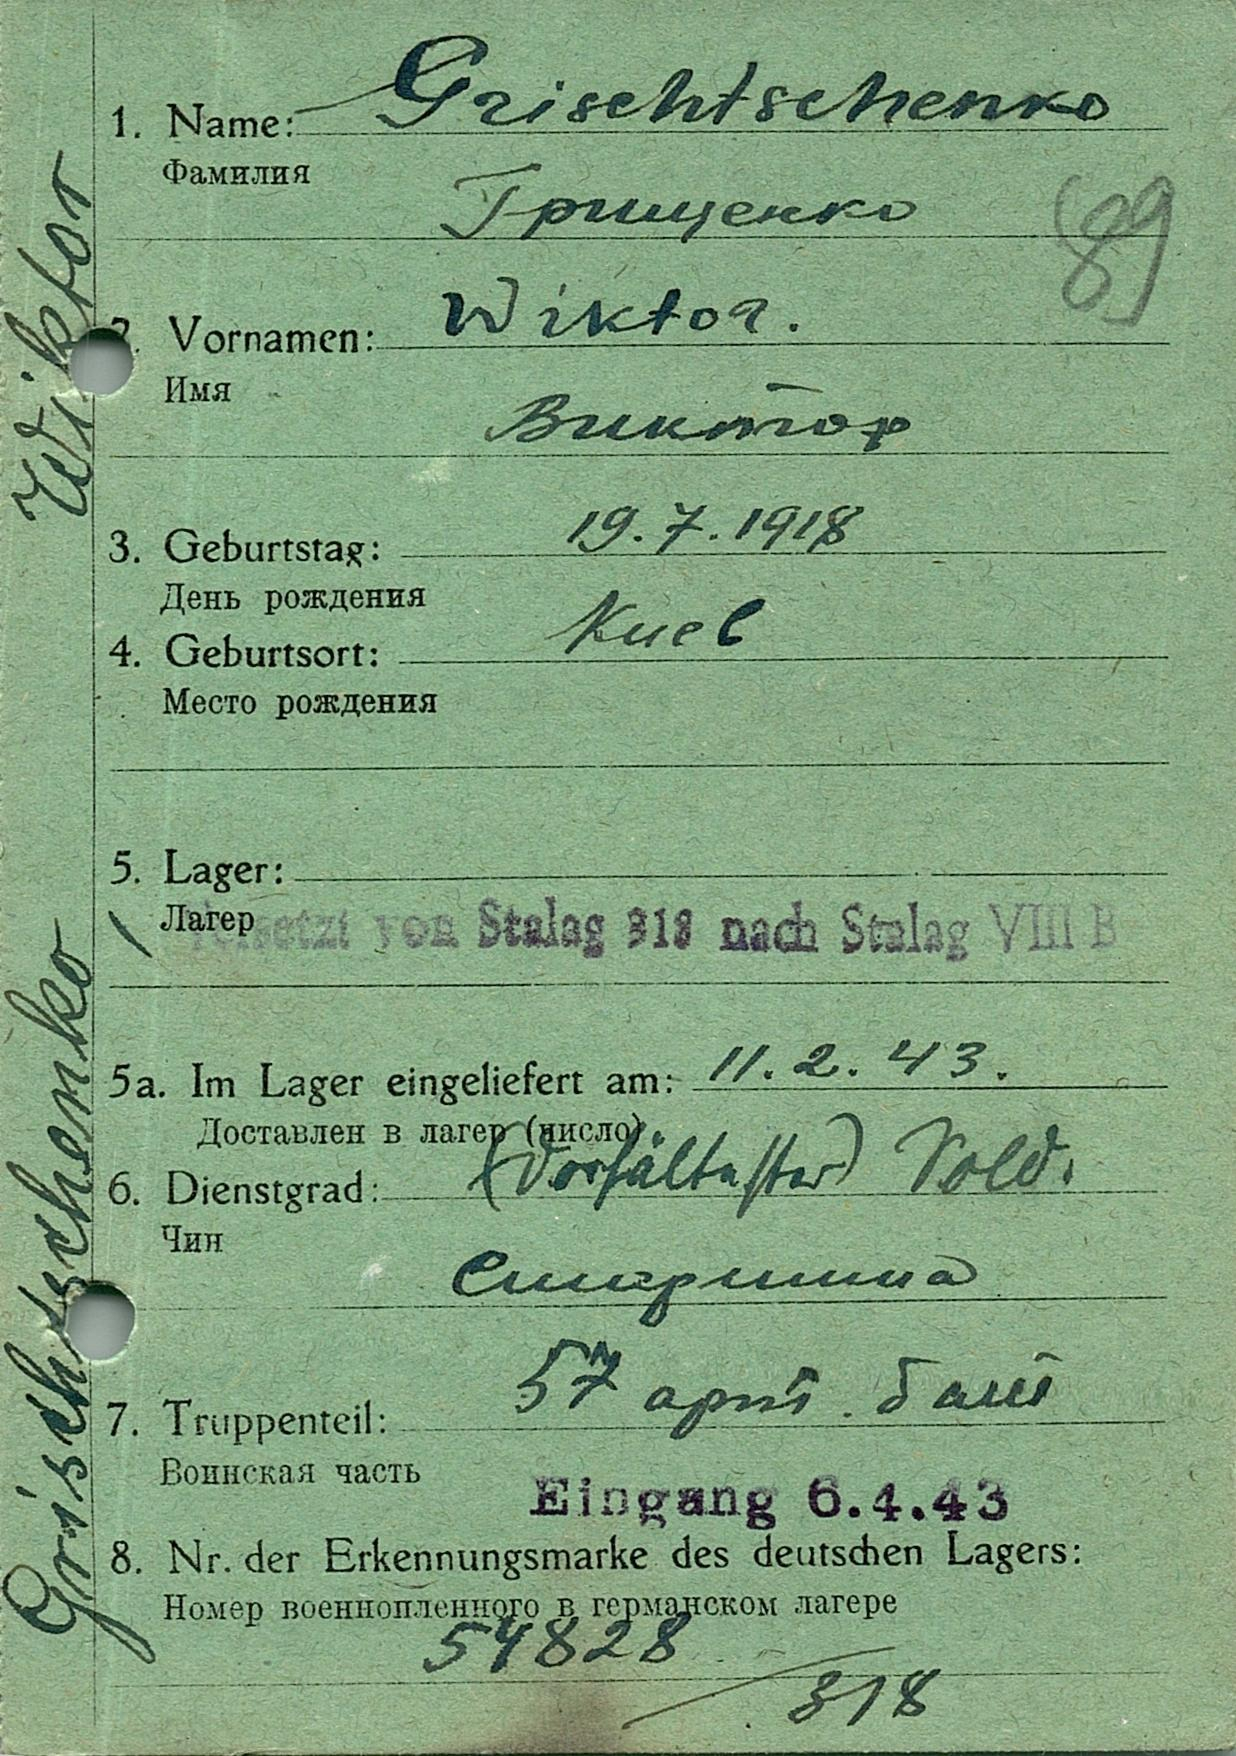 1. Name: Grischtschenko
Фамилия
Грищенко
89
2. Vornamen: Wiktor.
Имя
Виктор
3. Geburtstag: 19.7.1918
День рождения
4. Geburtsort: Киев
Место рождения
5. Lager:
Лагер
Versetzt von Stalag 318 nach Stalag VIII B
5a. Im Lager eingeliefert am: 11.2.43.
Доставлен в лагер (число)
6. Dienstgrad: Sold.
Чин
Старшина
7. Truppenteil: 57 арт. бат
Воинская часть
Eingang 6.4.43
8. Nr. der Erkennungsmarke des deutschen Lagers:
Номер военнопленного в германском лагере
54828
/318
Grischtschenko Wiktor